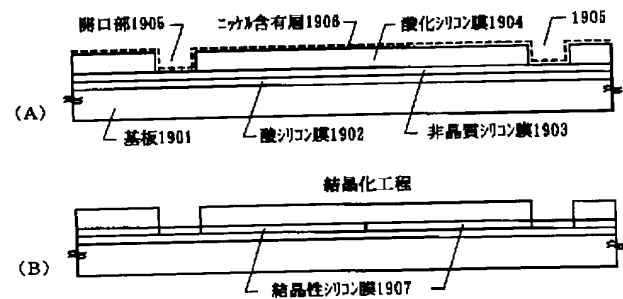 開口部1905 ニッケル含有層1906 酸化シリコン膜1904 1905
(A)
基板1901 酸シリコン膜1902 非晶質シリコン膜1903
結晶化工程
(B)
結晶性シリコン膜1907